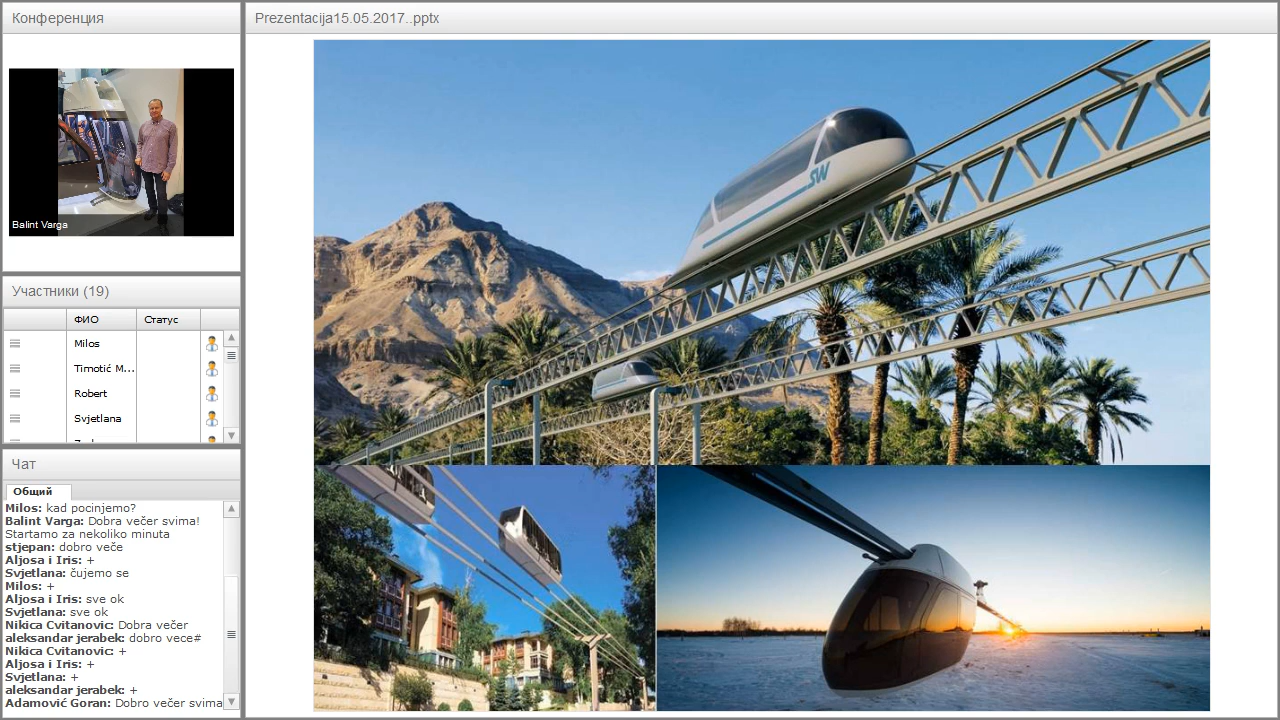 Конференция
Balint Varga
Участники (19)
ФИО Статус
Milos
Timotic M...
Robert
Svjetlana
Чат
Общий
Milos: kad pocinjemo?
Balint Varga: Dobra večer svima!
Startamo za nekoliko minuta
stjepan: dobro veče
Aljosa i Iris: +
Svjetlana: čujemo se
Milos: +
Aljosa i Iris: sve ok
Svjetlana: sve ok
Nikica Cvitanovic: Dobra večer
aleksandar jerabek: dobro vece#
Nikica Cvitanovic: +
Aljosa i Iris: +
Svjetlana: +
aleksandar jerabek: +
Adamović Goran: Dobro večer svima
Prezentacija15.05.2017..pptx
SW